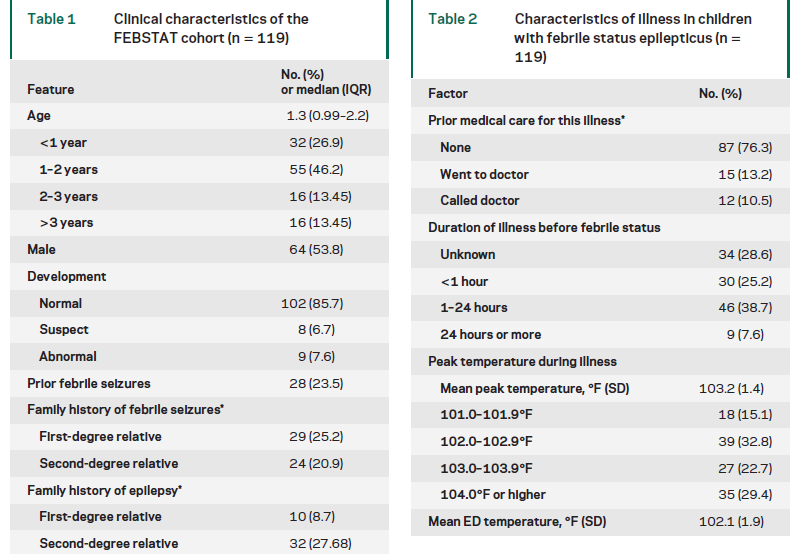 Table 1 Clinical characteristics of the
FEBSTAT cohort (n = 119)
No. (%)
Feature or median (IQR)
Age 1.3 (0.99–2.2)
<1 year 32 (26.9)
1–2 years 55 (46.2)
2–3 years 16 (13.45)
>3 years 16 (13.45)
Male 64 (53.8)
Development
Normal 102 (85.7)
Suspect 8 (6.7)
Abnormal 9 (7.6)
Prior febrile seizures 28 (23.5)
Family history of febrile seizures*
First-degree relative 29 (25.2)
Second-degree relative 24 (20.9)
Family history of epilepsy*
First-degree relative 10 (8.7)
Second-degree relative 32 (27.68)
Table 2 Characteristics of illness in children
with febrile status epilepticus (n =
119)
Factor No. (%)
Prior medical care for this illness*
None 87 (76.3)
Went to doctor 15 (13.2)
Called doctor 12 (10.5)
Duration of illness before febrile status
Unknown 34 (28.6)
<1 hour 30 (25.2)
1–24 hours 46 (38.7)
24 hours or more 9 (7.6)
Peak temperature during illness
Mean peak temperature, °F (SD) 103.2 (1.4)
101.0–101.9°F 18 (15.1)
102.0–102.9°F 39 (32.8)
103.0–103.9°F 27 (22.7)
104.0°F or higher 35 (29.4)
Mean ED temperature, °F (SD) 102.1 (1.9)